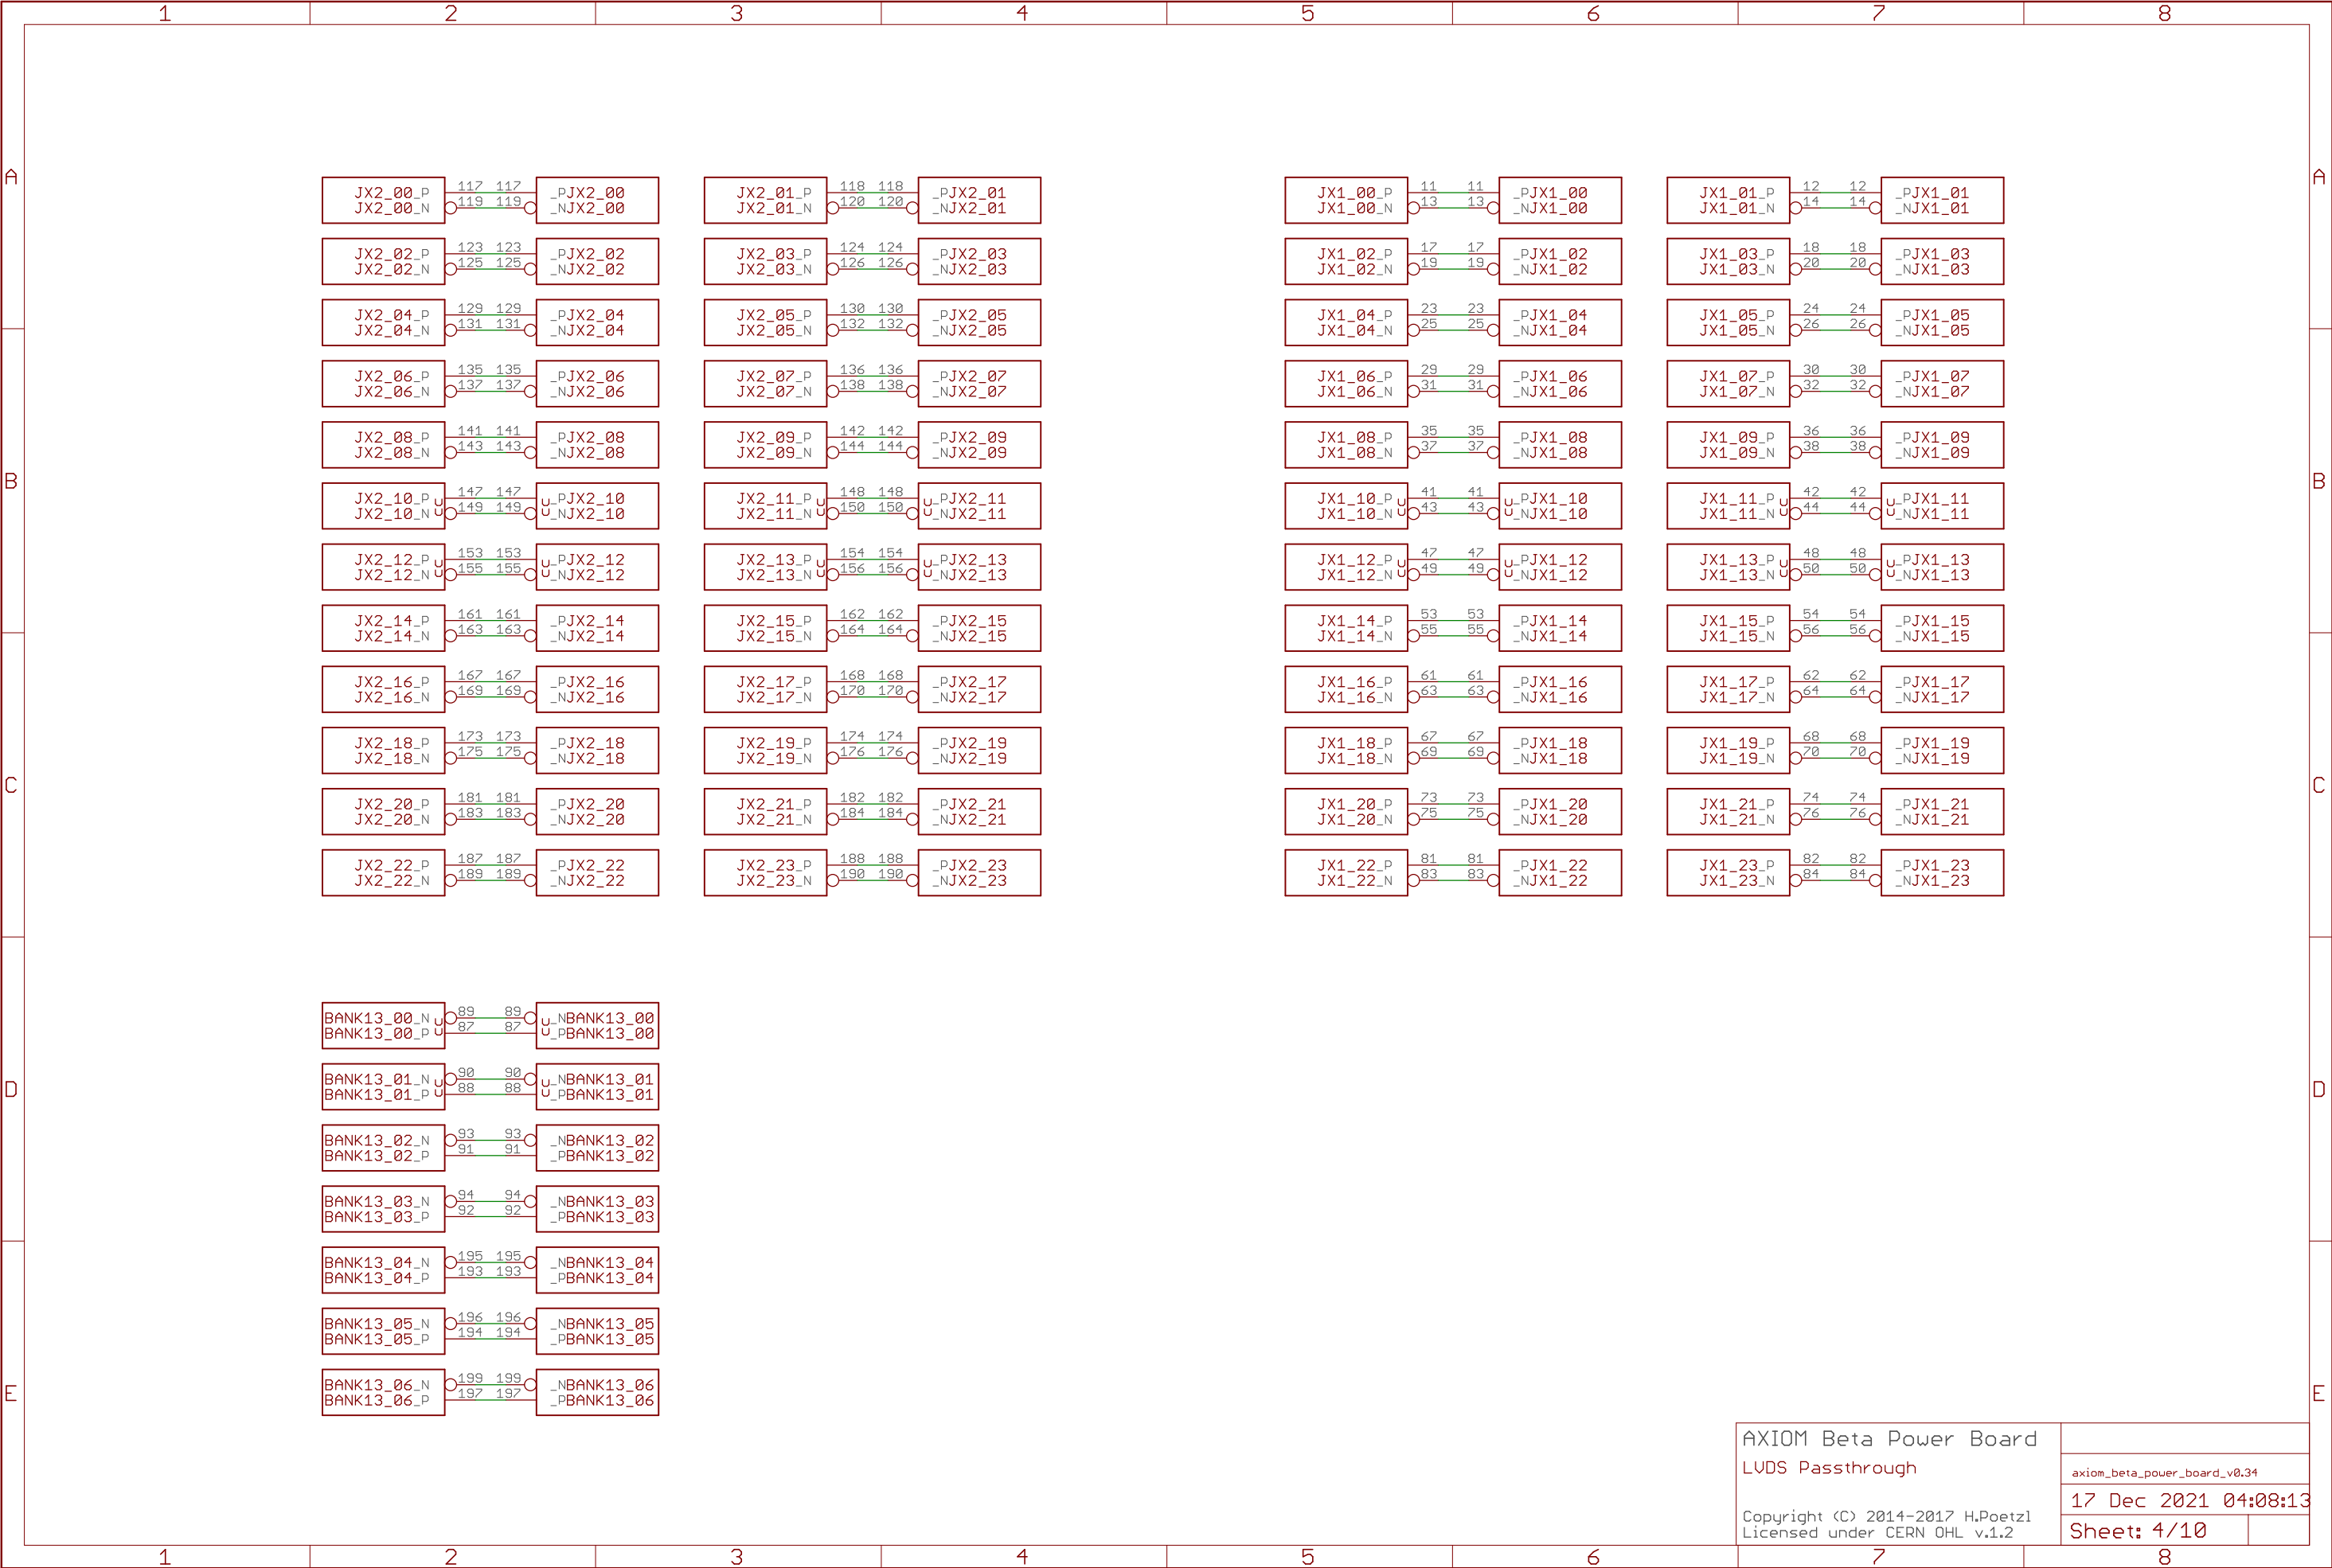 1 2 3 4 5 6 7 8
A A
JX2_00_P 117 117 _PJX2_00 JX2_01_P 118 118 _PJX2_01 JX1_00_P 11 11 _PJX1_00 JX1_01_P 12 12 _PJX1_01
JX2_00_N 119 119 _NJX2_00 JX2_01_N 120 120 _NJX2_01 JX1_00_N 13 13 _NJX1_00 JX1_01_N 14 14 _NJX1_01
JX2_02_P 123 123 _PJX2_02 JX2_03_P 124 124 _PJX2_03 JX1_02_P 17 17 _PJX1_02 JX1_03_P 18 18 _PJX1_03
JX2_02_N 125 125 _NJX2_02 JX2_03_N 126 126 _NJX2_03 JX1_02_N 19 19 _NJX1_02 JX1_03_N 20 20 _NJX1_03
JX2_04_P 129 129 _PJX2_04 JX2_05_P 130 130 _PJX2_05 JX1_04_P 23 23 _PJX1_04 JX1_05_P 24 24 _PJX1_05
JX2_04_N 131 131 _NJX2_04 JX2_05_N 132 132 _NJX2_05 JX1_04_N 25 25 _NJX1_04 JX1_05_N 26 26 _NJX1_05
JX2_06_P 135 135 _PJX2_06 JX2_07_P 136 136 _PJX2_07 JX1_06_P 29 29 _PJX1_06 JX1_07_P 30 30 _PJX1_07
JX2_06_N 137 137 _NJX2_06 JX2_07_N 138 138 _NJX2_07 JX1_06_N 31 31 _NJX1_06 JX1_07_N 32 32 _NJX1_07
JX2_08_P 141 141 _PJX2_08 JX2_09_P 142 142 _PJX2_09 JX1_08_P 35 35 _PJX1_08 JX1_09_P 36 36 _PJX1_09
JX2_08_N 143 143 _NJX2_08 JX2_09_N 144 144 _NJX2_09 JX1_08_N 37 37 _NJX1_08 JX1_09_N 38 38 _NJX1_09
B B
JX2_10_P U 147 147 U _PJX2_10 JX2_11_P U 148 148 U _PJX2_11 JX1_10_P U 41 41 U _PJX1_10 JX1_11_P U 42 42 U _PJX1_11
JX2_10_N U 149 149 U _NJX2_10 JX2_11_N U 150 150 U _NJX2_11 JX1_10_N U 43 43 U _NJX1_10 JX1_11_N U 44 44 U _NJX1_11
JX2_12_P U 153 153 U _PJX2_12 JX2_13_P U 154 154 U _PJX2_13 JX1_12_P U 47 47 U _PJX1_12 JX1_13_P U 48 48 U _PJX1_13
JX2_12_N U 155 155 U _NJX2_12 JX2_13_N U 156 156 U _NJX2_13 JX1_12_N U 49 49 U _NJX1_12 JX1_13_N U 50 50 U _NJX1_13
JX2_14_P 161 161 _PJX2_14 JX2_15_P 162 162 _PJX2_15 JX1_14_P 53 53 _PJX1_14 JX1_15_P 54 54 _PJX1_15
JX2_14_N 163 163 _NJX2_14 JX2_15_N 164 164 _NJX2_15 JX1_14_N 55 55 _NJX1_14 JX1_15_N 56 56 _NJX1_15
JX2_16_P 167 167 _PJX2_16 JX2_17_P 168 168 _PJX2_17 JX1_16_P 61 61 _PJX1_16 JX1_17_P 62 62 _PJX1_17
JX2_16_N 169 169 _NJX2_16 JX2_17_N 170 170 _NJX2_17 JX1_16_N 63 63 _NJX1_16 JX1_17_N 64 64 _NJX1_17
JX2_18_P 173 173 _PJX2_18 JX2_19_P 174 174 _PJX2_19 JX1_18_P 67 67 _PJX1_18 JX1_19_P 68 68 _PJX1_19
JX2_18_N 175 175 _NJX2_18 JX2_19_N 176 176 _NJX2_19 JX1_18_N 69 69 _NJX1_18 JX1_19_N 70 70 _NJX1_19
C C
JX2_20_P 181 181 _PJX2_20 JX2_21_P 182 182 _PJX2_21 JX1_20_P 73 73 _PJX1_20 JX1_21_P 74 74 _PJX1_21
JX2_20_N 183 183 _NJX2_20 JX2_21_N 184 184 _NJX2_21 JX1_20_N 75 75 _NJX1_20 JX1_21_N 76 76 _NJX1_21
JX2_22_P 187 187 _PJX2_22 JX2_23_P 188 188 _PJX2_23 JX1_22_P 81 81 _PJX1_22 JX1_23_P 82 82 _PJX1_23
JX2_22_N 189 189 _NJX2_22 JX2_23_N 190 190 _NJX2_23 JX1_22_N 83 83 _NJX1_22 JX1_23_N 84 84 _NJX1_23
BANK13_00_N U 89 89 U _NBANK13_00
BANK13_00_P U 87 87 U _PBANK13_00
BANK13_01_N U 90 90 U _NBANK13_01
D D
BANK13_01_P U 88 88 U _PBANK13_01
BANK13_02_N 93 93 _NBANK13_02
BANK13_02_P 91 91 _PBANK13_02
BANK13_03_N 94 94 _NBANK13_03
BANK13_03_P 92 92 _PBANK13_03
BANK13_04_N 195 195 _NBANK13_04
BANK13_04_P 193 193 _PBANK13_04
BANK13_05_N 196 196 _NBANK13_05
BANK13_05_P 194 194 _PBANK13_05
BANK13_06_N 199 199 _NBANK13_06
E E
BANK13_06_P 197 197 _PBANK13_06
AXIOM Beta Power Board
LVDS Passthrough
axiom_beta_power_board_v0.34
17 Dec 2021 04:08:13
Copyright (C) 2014-2017 H.Poetzl
Licensed under CERN OHL v.1.2
Sheet: 4/10
1 2 3 4 5 6 7 8